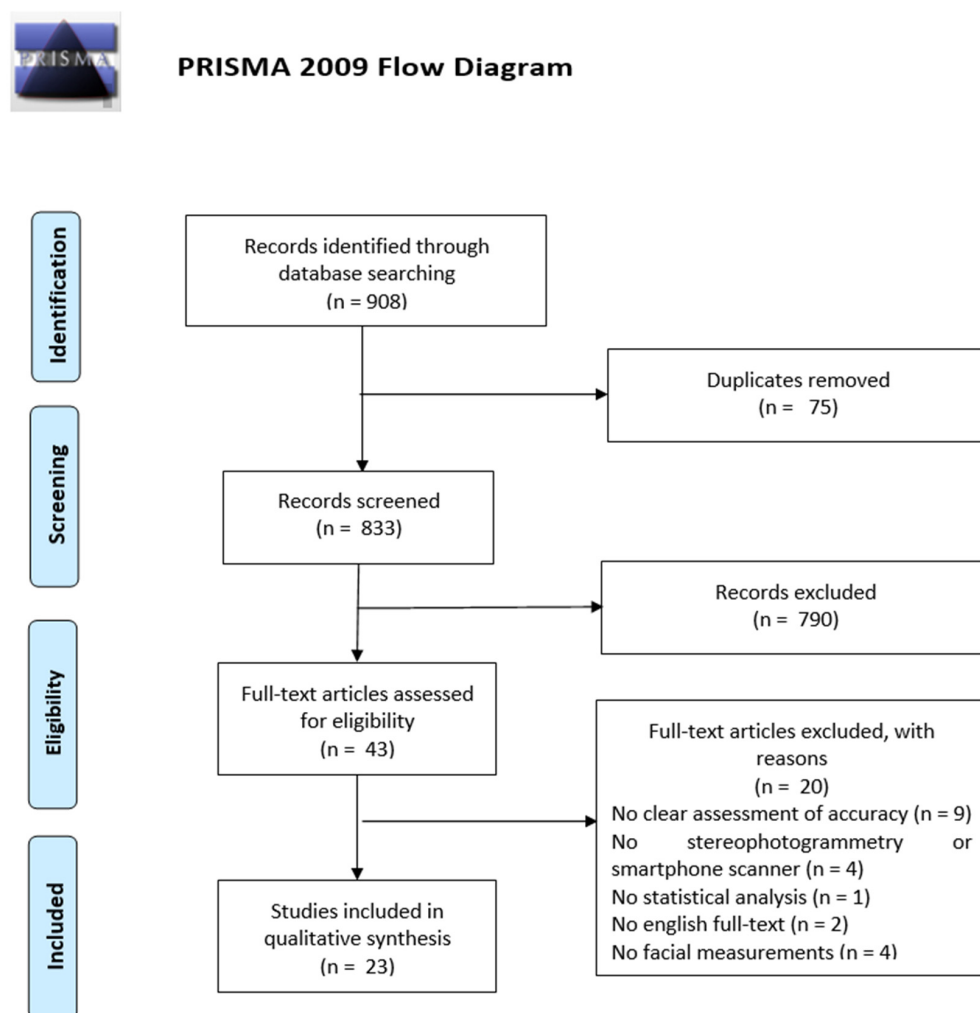 PRISMA
PRISMA 2009 Flow Diagram
Identification
Records identified through
database searching
(n = 908)
Duplicates removed
(n = 75)
Screening
Records screened
(n = 833)
Records excluded
(n = 790)
Eligibility
Full-text articles assessed
for eligibility
(n = 43)
Full-text articles excluded, with
reasons
(n = 20)
No clear assessment of accuracy (n = 9)
No stereophotogrammetry or
smartphone scanner (n = 4)
No statistical analysis (n = 1)
No english full-text (n = 2)
No facial measurements (n = 4)
Included
Studies included in
qualitative synthesis
(n = 23)